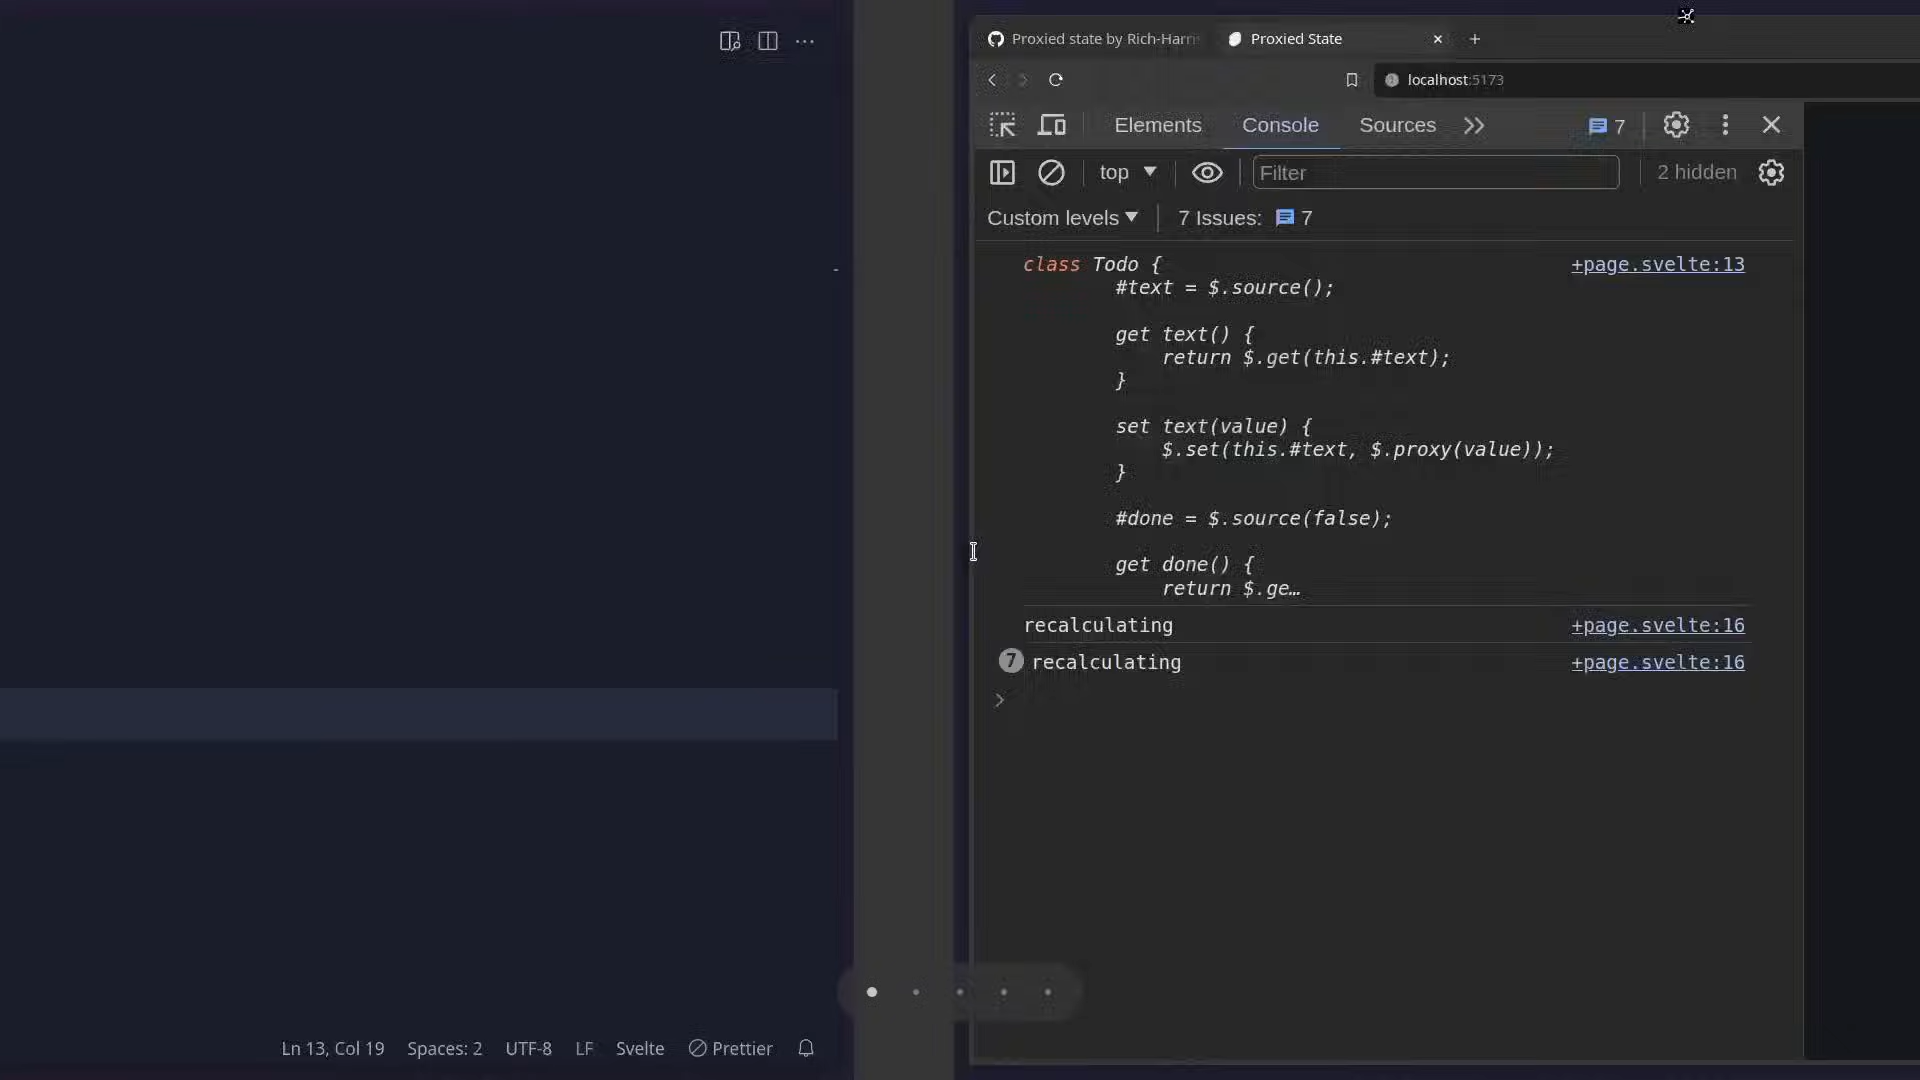 Proxied state by Rich-Harri
Proxied State
localhost:5173
Elements
Console
Sources
7
top
Filter
2 hidden
Custom levels
7 Issues:
7
class Todo {
+page.svelte:13
#text = $.source();
get text() {
return $.get(this.#text);
}
set text(value) {
$.set(this.#text, $.proxy(value));
}
#done = $.source(false);
get done() {
return $.ge…
recalculating
+page.svelte:16
7
recalculating
+page.svelte:16
Ln 13, Col 19
Spaces: 2
UTF-8
LF
Svelte
Prettier